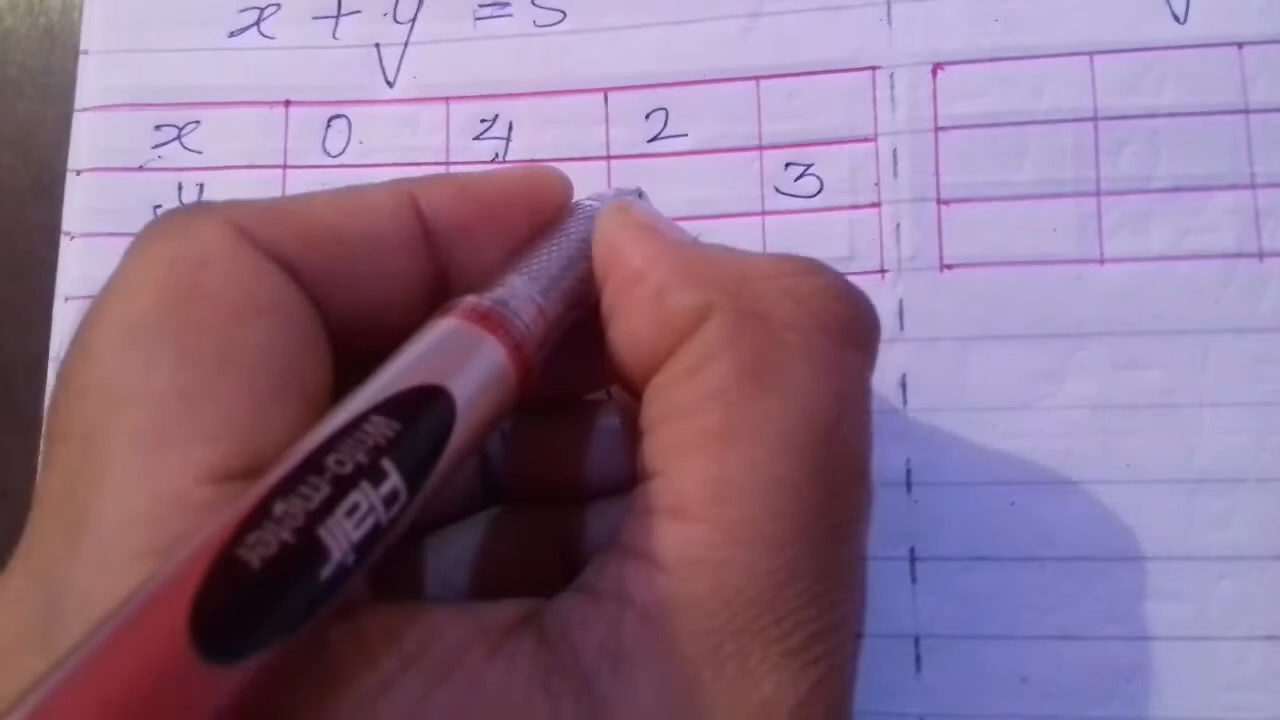 x + y = 5
x 0 4 2
y 3
Flair
Writo-meter